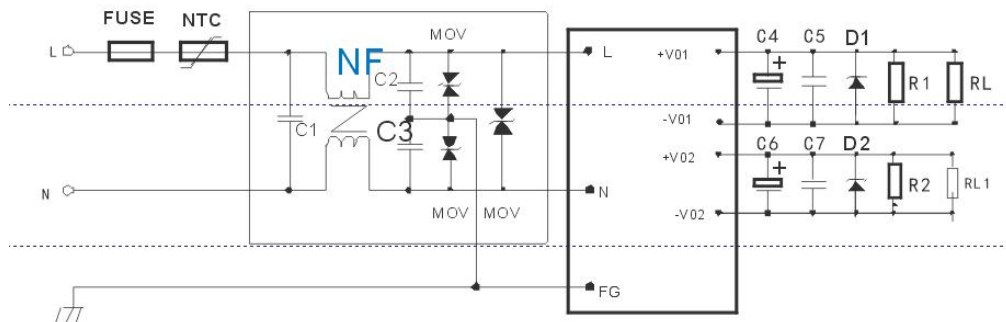 FUSE NTC
MOV
C4 C5 D1
L
NF
L
+V01
C2
+
R1 RL
C1
C3
-V01
C6 C7 D2
+V02
+
R2 RL1
N
N
MOV MOV
-V02
FG